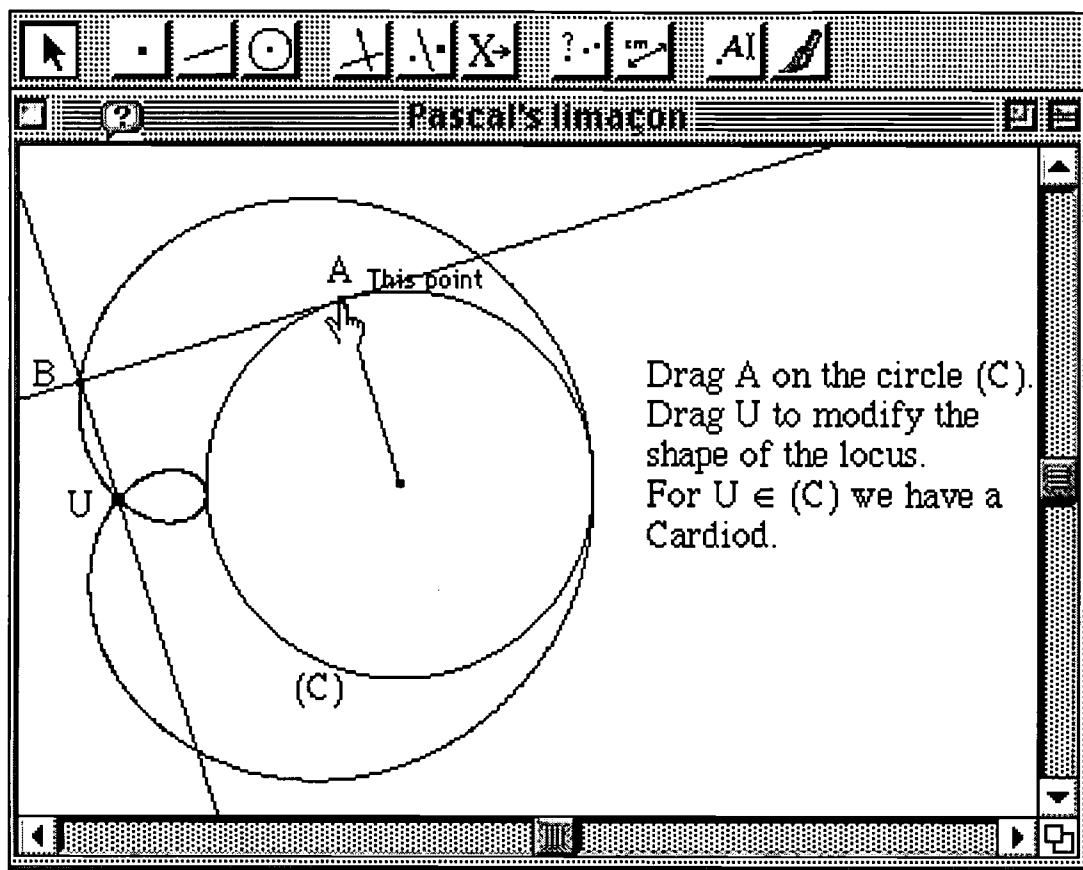 ? cm .AI
?
Pascal's limaçon
A
This point
B
U
(C)
Drag A on the circle (C).
Drag U to modify the
shape of the locus.
For U ∈ (C) we have a
Cardiod.